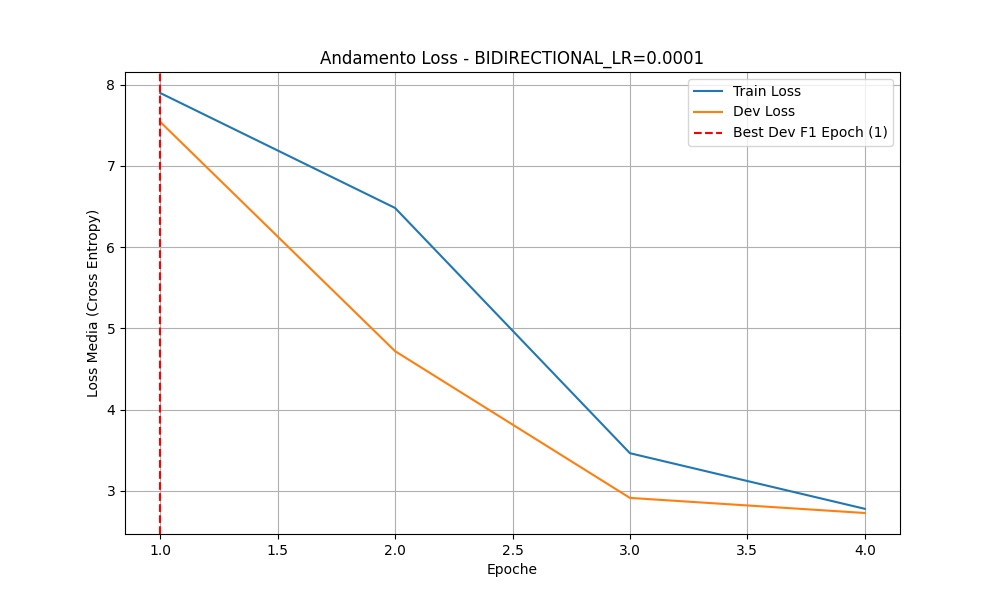 Andamento Loss - BIDIRECTIONAL_LR=0.0001
Train Loss
Dev Loss
Best Dev F1 Epoch (1)
Loss Media (Cross Entropy)
8
7
6
5
4
3
1.0 1.5 2.0 2.5 3.0 3.5 4.0
Epoche